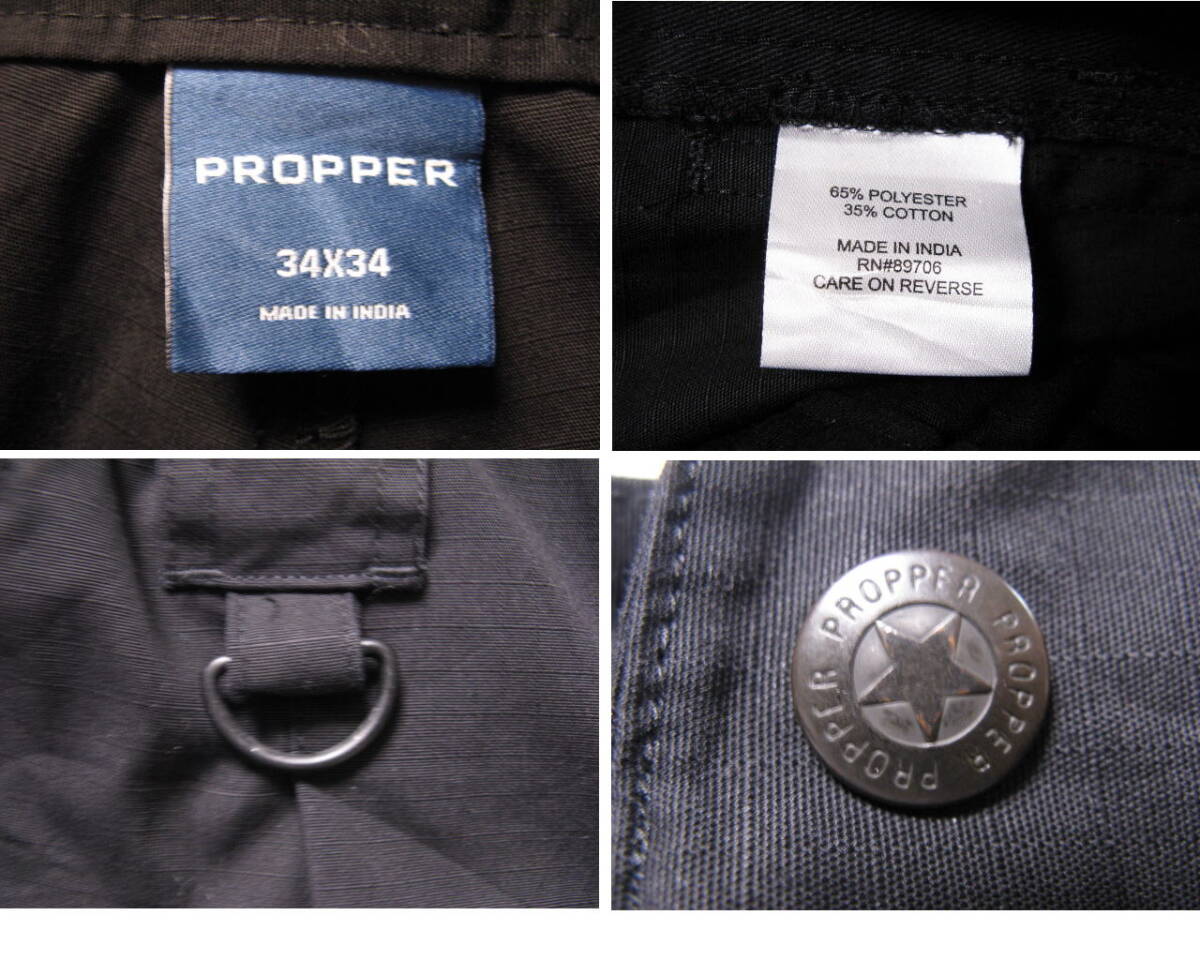 PROPPER
34X34
MADE IN INDIA
65% POLYESTER
35% COTTON
MADE IN INDIA
RN#89706
CARE ON REVERSE
PROPPER PROPPER PROPPER PROPPER